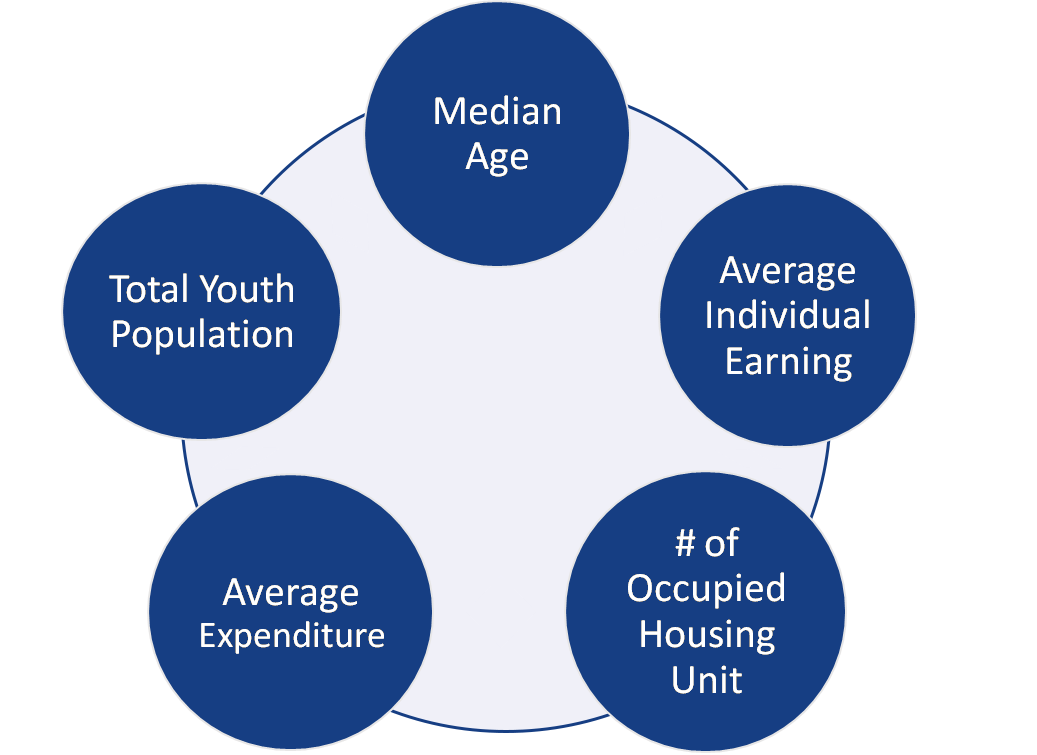 Median
Age
Average
Individual
Earning
# of
Occupied
Housing
Unit
Average
Expenditure
Total Youth
Population